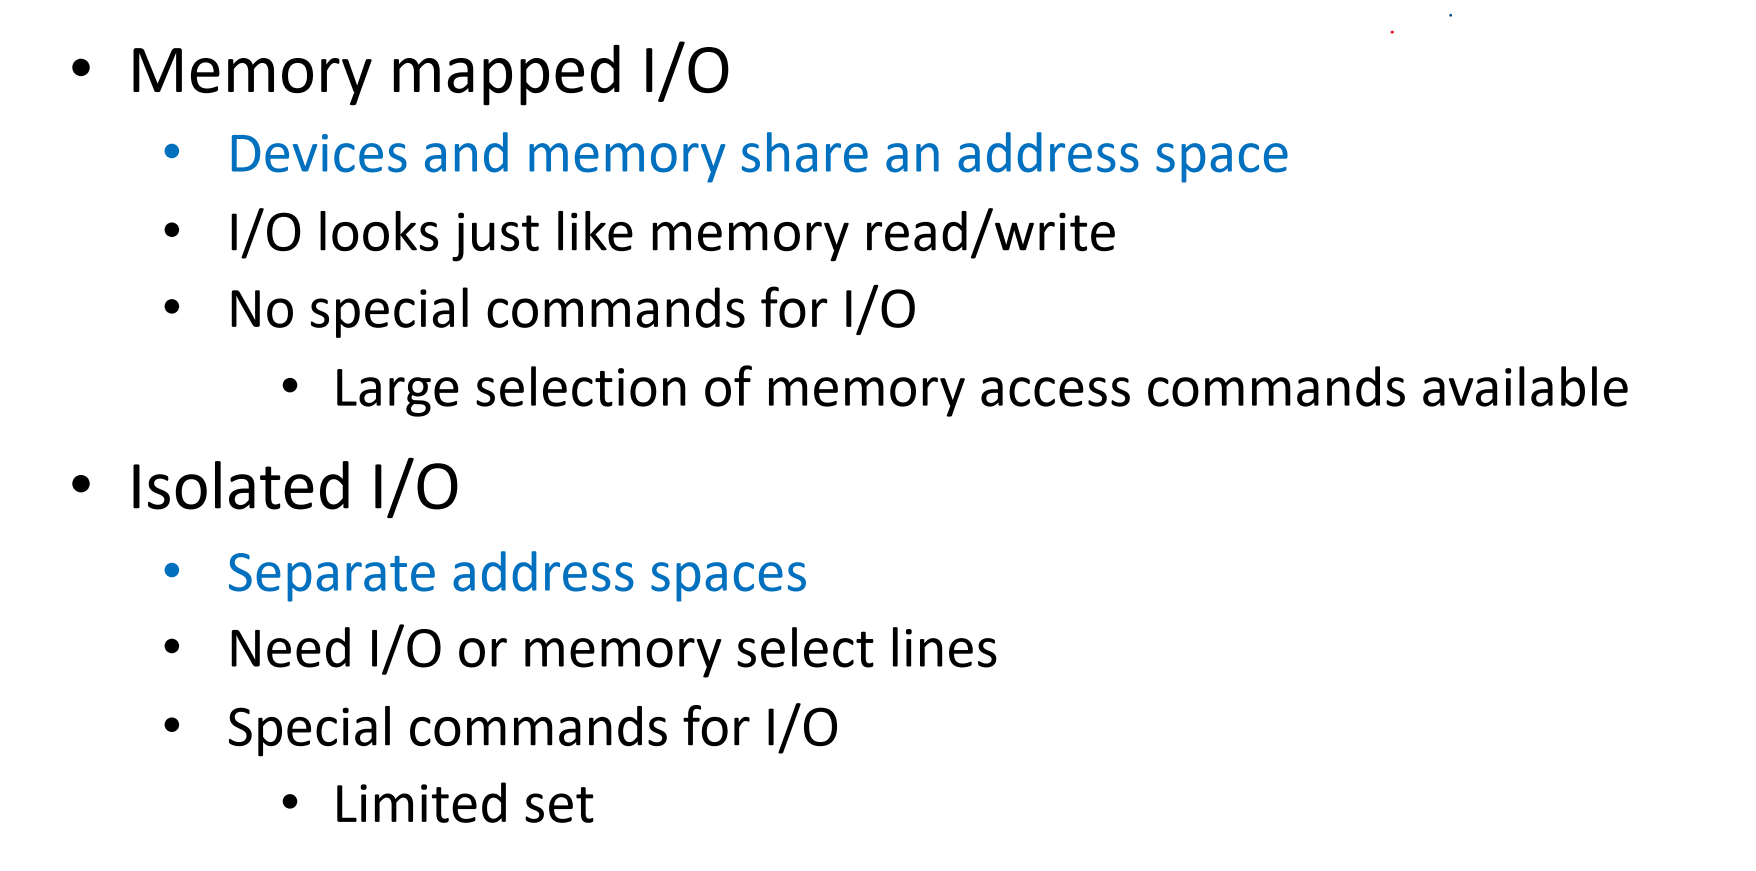 • Memory mapped I/O
• Devices and memory share an address space
• I/O looks just like memory read/write
• No special commands for I/O
• Large selection of memory access commands available
• Isolated I/O
• Separate address spaces
• Need I/O or memory select lines
• Special commands for I/O
• Limited set